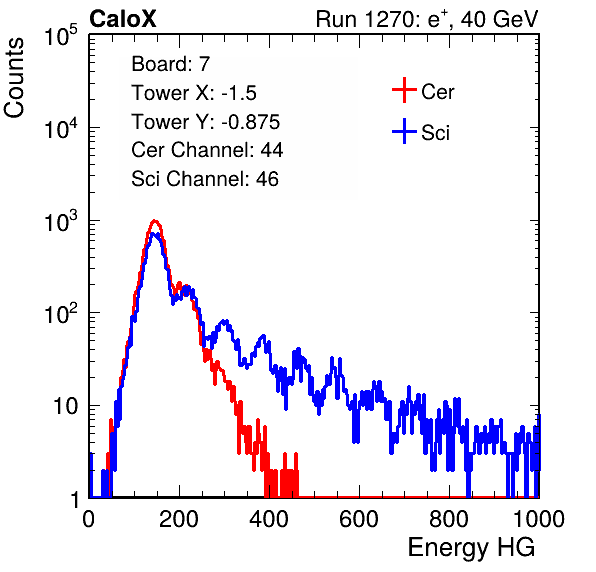 CaloX Run 1270: e⁺, 40 GeV
Counts
Board: 7
Tower X: -1.5
Tower Y: -0.875
Cer Channel: 44
Sci Channel: 46
Cer
Sci
10⁵
10⁴
10³
10²
10
1
0 200 400 600 800 1000
Energy HG